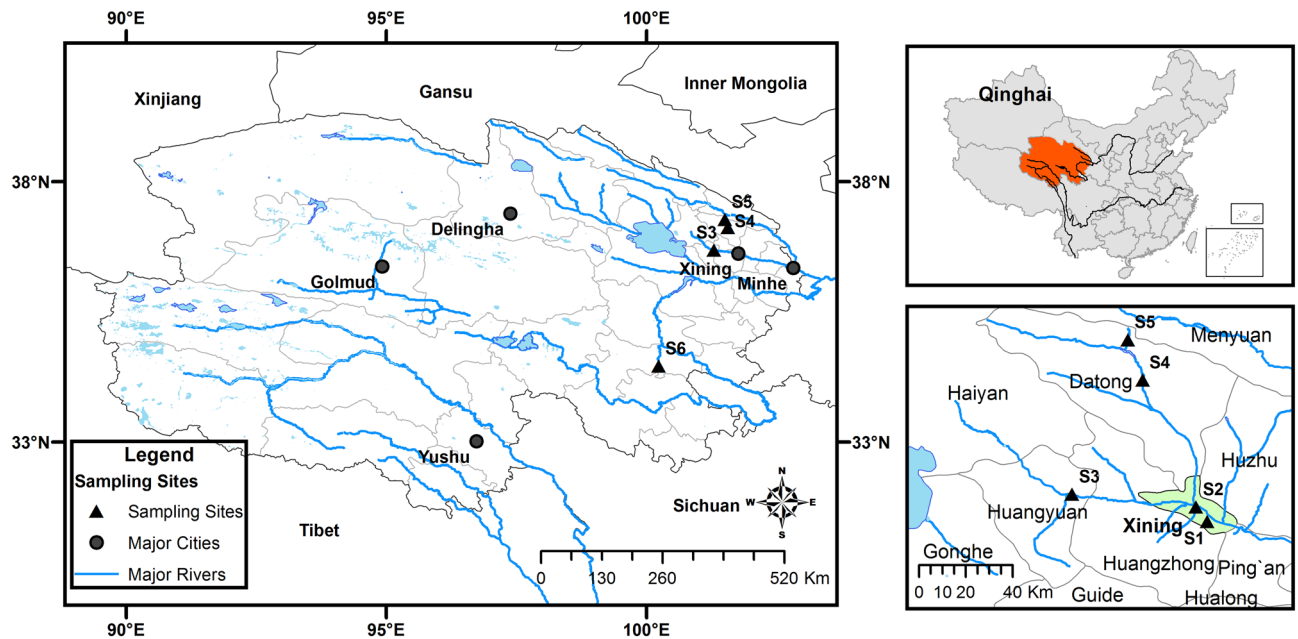 90°E
95°E
100°E
Xinjiang
Gansu
Inner Mongolia
38°N
38°N
S5
S4
S3
Delingha
Xining
Golmud
Minhe
S6
33°N
33°N
Yushu
Legend
Sampling Sites
Sampling Sites
Major Cities
Major Rivers
Tibet
Sichuan
N
W
E
S
0
130
260
520 Km
90°E
95°E
100°E
Qinghai
S5
Menyuan
S4
Datong
Haiyan
Huzhu
S3
S2
Huangyuan
Xining
S1
Gonghe
Huangzhong
Ping`an
0 10 20 40 Km
Guide
Hualong